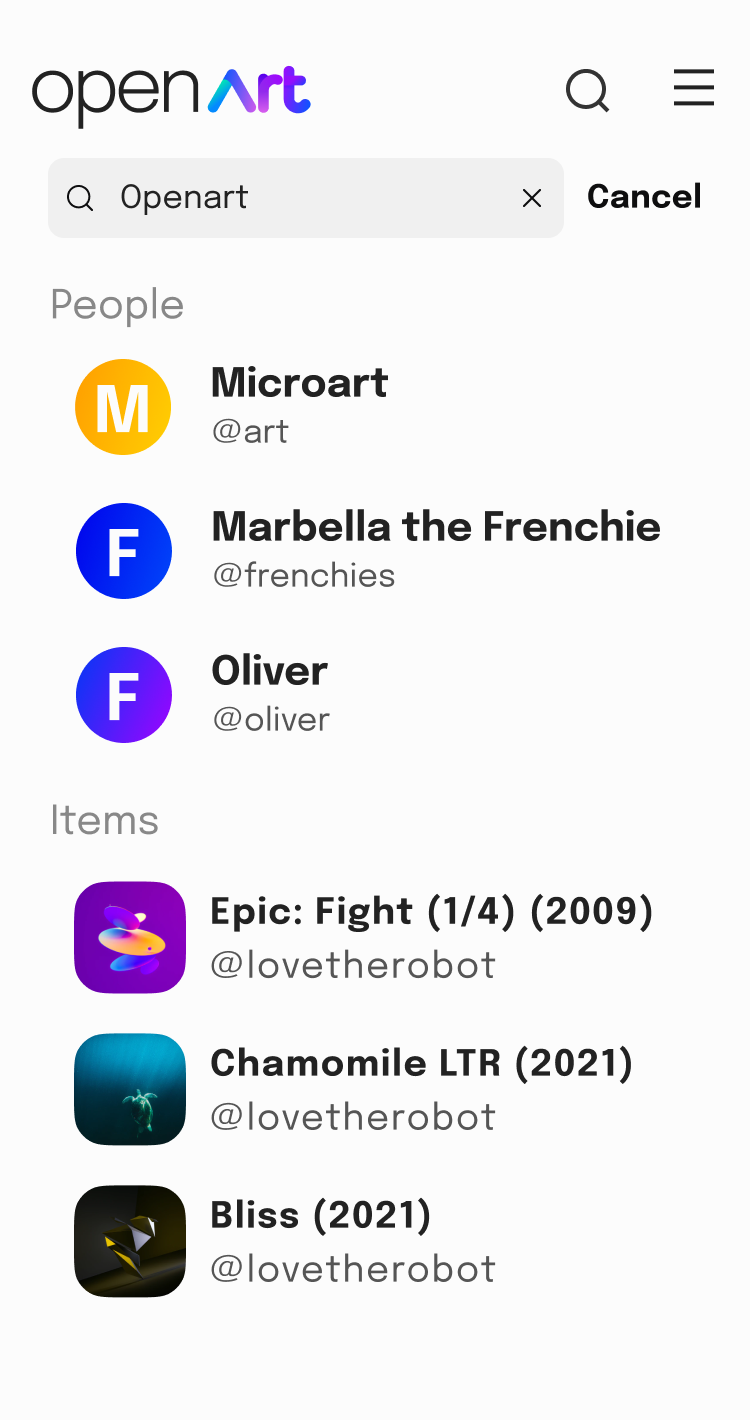 openArt
Openart
Cancel
People
M
Microart
@art
F
Marbella the Frenchie
@frenchies
F
Oliver
@oliver
Items
Epic: Fight (1/4) (2009)
@lovetherobot
Chamomile LTR (2021)
@lovetherobot
Bliss (2021)
@lovetherobot